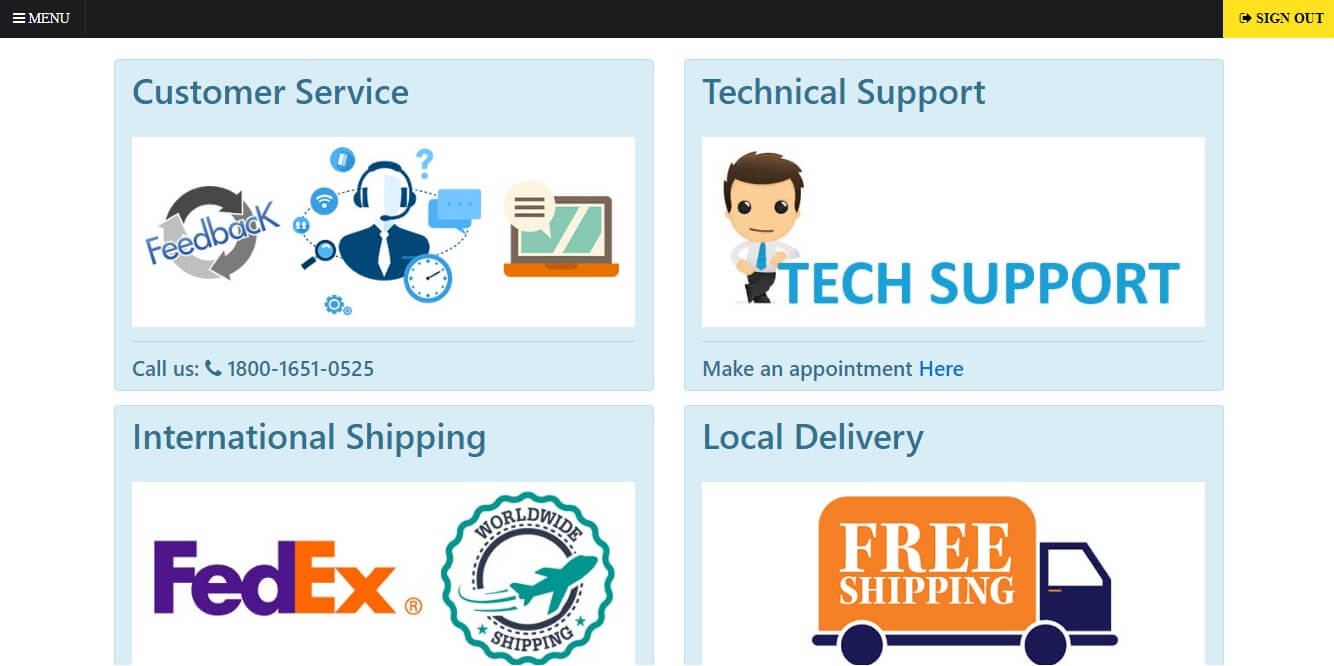 MENU
SIGN OUT
Customer Service
Feedback
?
Call us: 1800-1651-0525
Technical Support
TECH SUPPORT
Make an appointment Here
International Shipping
FedEx ®
WORLDWIDE
SHIPPING
Local Delivery
FREE
SHIPPING